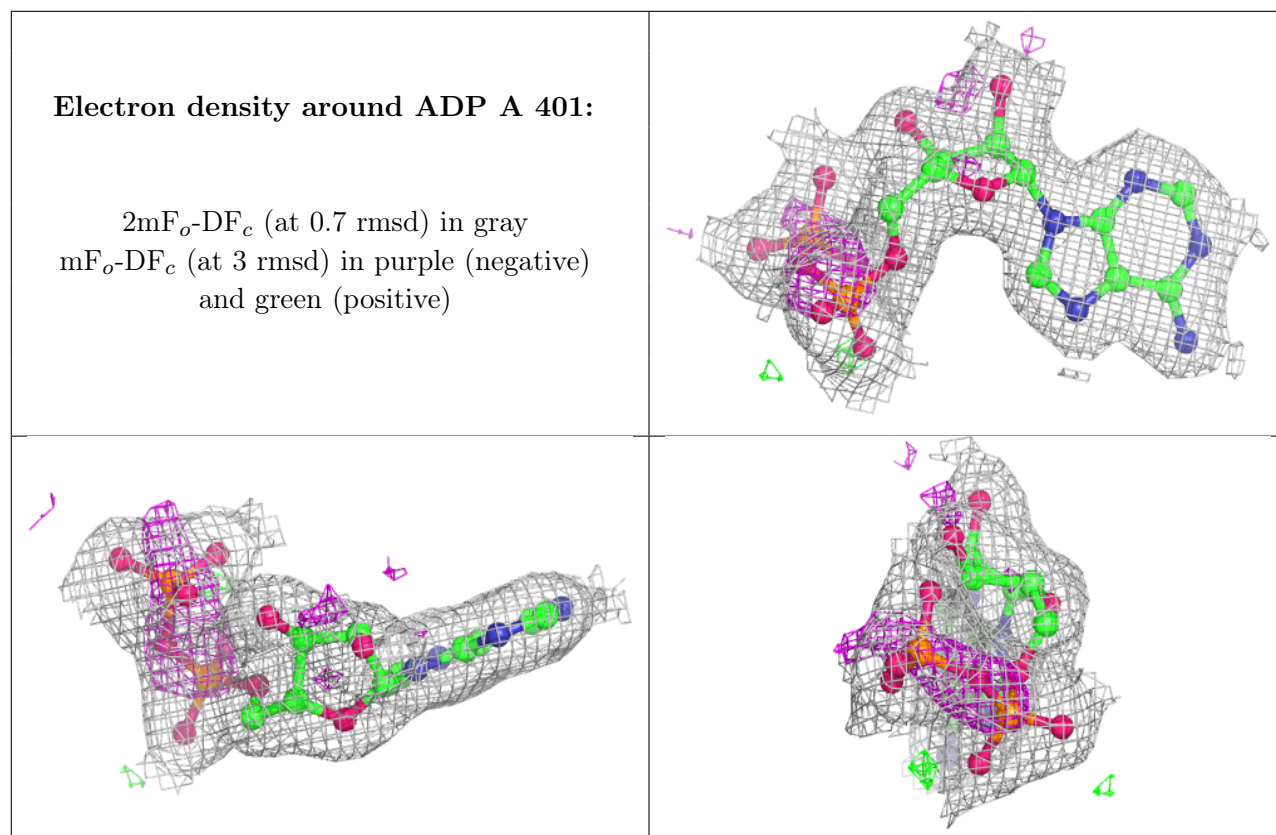 Electron density around ADP A 401:
2mFo-DFc (at 0.7 rmsd) in gray
mFo-DFc (at 3 rmsd) in purple (negative)
and green (positive)